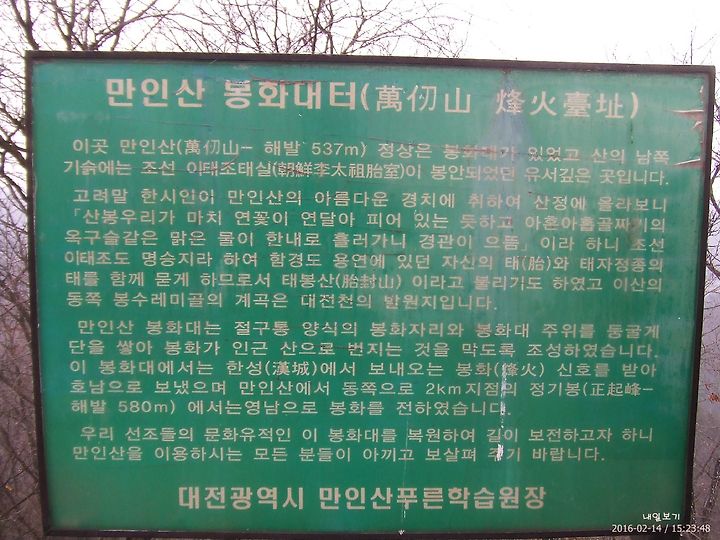 만인산 봉화대터(萬仞山 烽火臺址)
이곳 만인산(萬仞山- 해발 537m) 정상은 봉화대가 있었고 산의 남쪽
기슭에는 조선 이태조태실(朝鮮李太祖胎室)이 봉안되었던 유서깊은 곳입니다.
고려말 한시인이 만인산의 아름다운 경치에 취하여 산정에 올라보니
「산봉우리가 마치 연꽃이 연달아 피어 있는 듯하고 아흔아홉골짜기의
옥구슬같은 맑은 물이 한내로 흘러가니 경관이 으뜸」이라 하니 조선
이태조도 명승지라 하여 함경도 용연에 있던 자신의 태(胎)와 태자정종의
태를 함께 묻게 하므로서 태봉산(胎封山) 이라고 불리기도 하였고 이산의
동쪽 봉수레미골의 계곡은 대전천의 발원지입니다.
만인산 봉화대는 절구통 양식의 봉화자리와 봉화대 주위를 둥글게
단을 쌓아 봉화가 인근 산으로 번지는 것을 막도록 조성하였습니다.
이 봉화대에서는 한성(漢城)에서 보내오는 봉화(烽火) 신호를 받아
호남으로 보냈으며 만인산에서 동쪽으로 2km지점의 정기봉(正起峰-
해발 580m) 에서는영남으로 봉화를 전하였습니다.
우리 선조들의 문화유적인 이 봉화대를 복원하여 길이 보전하고자 하니
만인산을 이용하시는 모든 분들이 아끼고 보살펴 주기 바랍니다.
대전광역시 만인산푸른학습원장
내일보기
2016-02-14 / 15:23:48